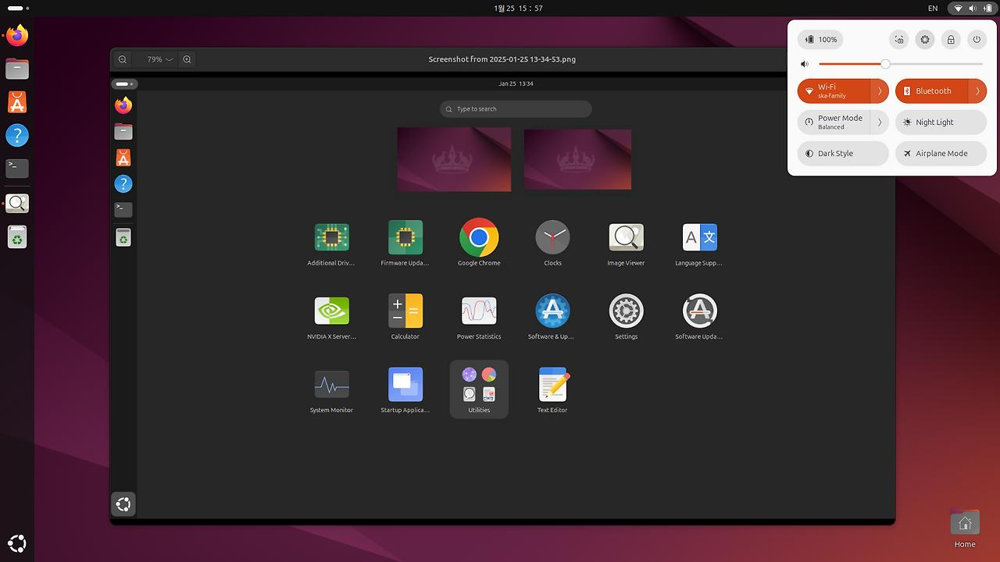 1월 25 15 : 57
EN
100%
Wi-Fi
ska-family
Bluetooth
Power Mode
Balanced
Night Light
Dark Style
Airplane Mode
79%
Screenshot from 2025-01-25 13-34-53.png
Jan 25 13:34
Type to search
Additional Driv...
Firmware Upda...
Google Chrome
Clocks
Image Viewer
Language Supp...
NVIDIA X Server...
Calculator
Power Statistics
Software & Up...
Settings
Software Upda...
System Monitor
Startup Applica...
Utilities
Text Editor
Home